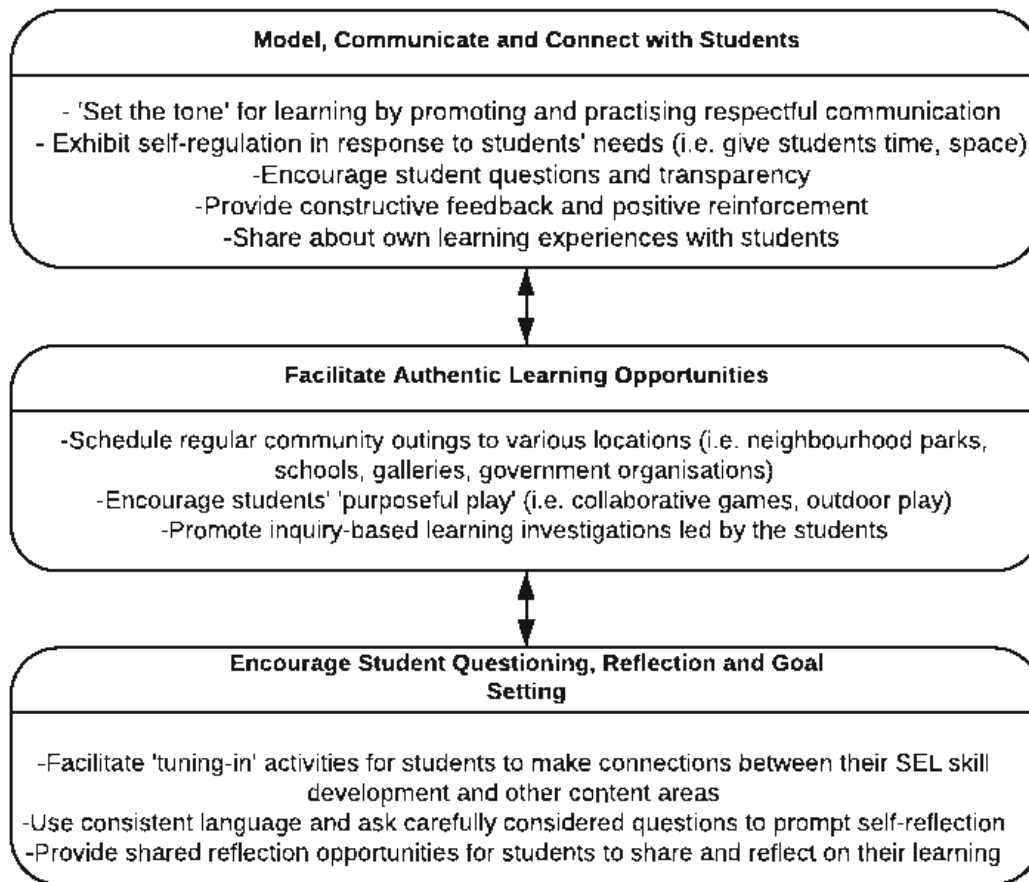 Model, Communicate and Connect with Students
- 'Set the tone' for learning by promoting and practising respectful communication
- Exhibit self-regulation in response to students' needs (i.e. give students time, space)
-Encourage student questions and transparency
-Provide constructive feedback and positive reinforcement
-Share about own learning experiences with students
Facilitate Authentic Learning Opportunities
-Schedule regular community outings to various locations (i.e. neighbourhood parks,
schools, galleries, government organisations)
-Encourage students' 'purposeful play' (i.e. collaborative games, outdoor play)
-Promote inquiry-based learning investigations led by the students
Encourage Student Questioning, Reflection and Goal
Setting
-Facilitate 'tuning-in' activities for students to make connections between their SEL skill
development and other content areas
-Use consistent language and ask carefully considered questions to prompt self-reflection
-Provide shared reflection opportunities for students to share and reflect on their learning